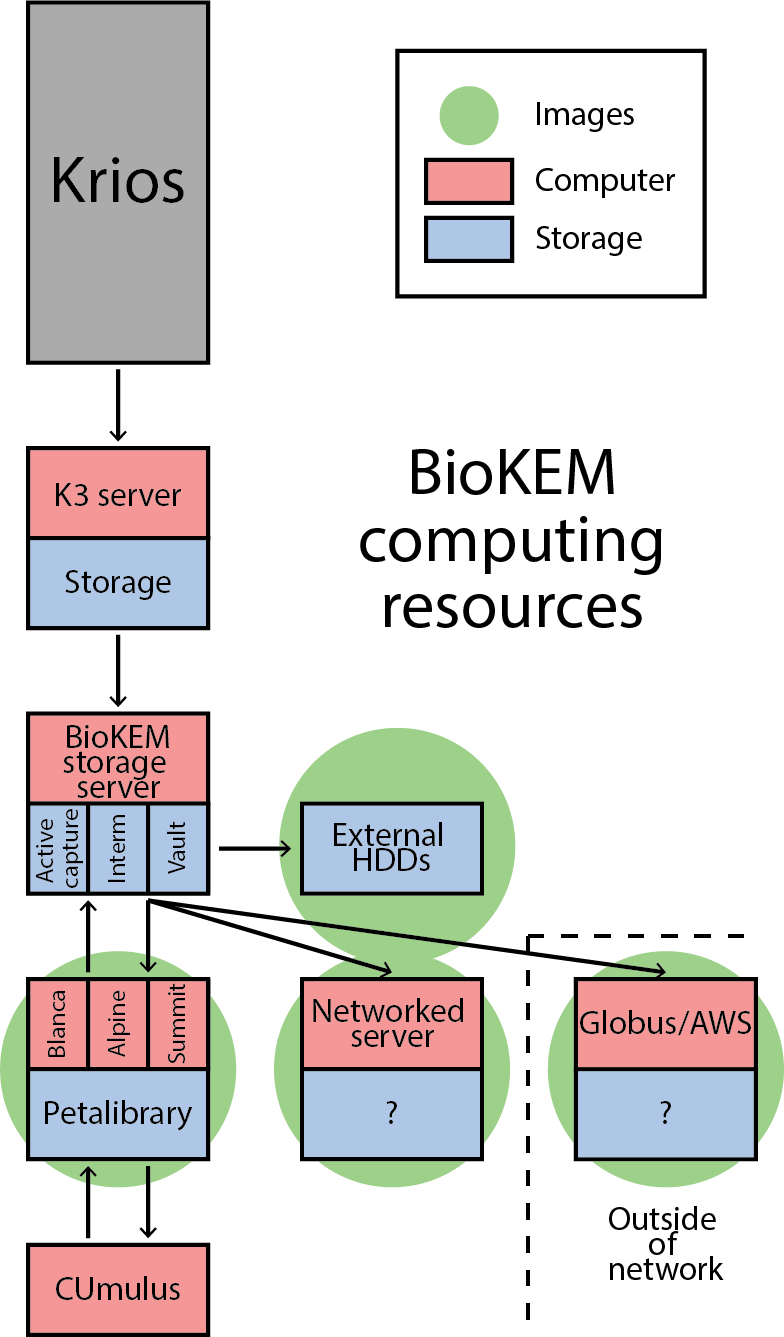 Krios
Images
Computer
Storage
BioKEM
computing
resources
K3 server
Storage
BioKEM
storage
server
Active
capture
Interm
Vault
External
HDDs
Blanca
Alpine
Summit
Petalibrary
Networked
server
?
Globus/AWS
?
Outside
of
network
CUmulus